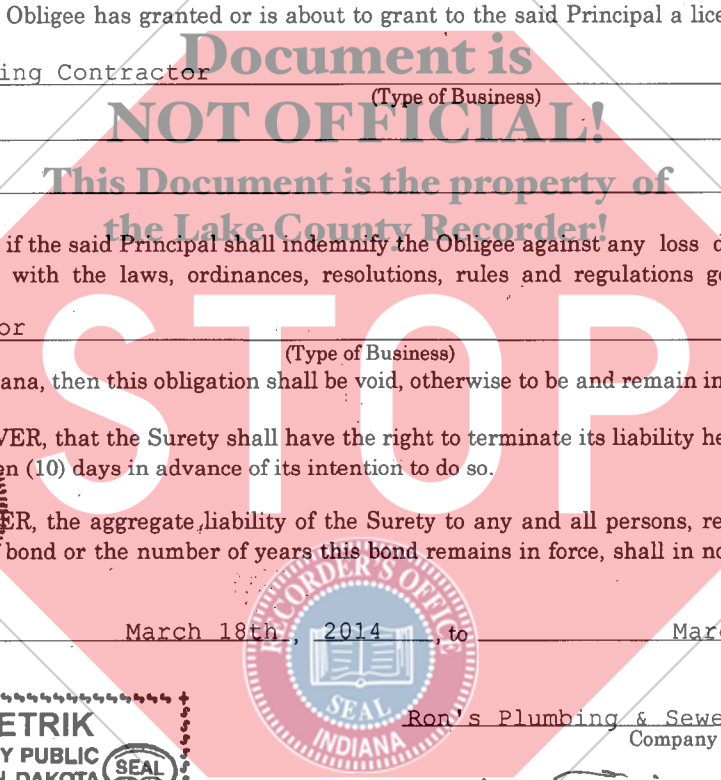 Obligee has granted or is about to grant to the said Principal a lice
Document is
ing Contractor
(Type of Business)
NOT OFFICIAL!
This Document is the property of
the Lake County Recorder!
if the said Principal shall indemnify the Obligee against any loss
with the laws, ordinances, resolutions, rules and regulations g
or
STOP
(Type of Business)
ana, then this obligation shall be void, otherwise to be and remain in
VER, that the Surety shall have the right to terminate its liability he
en (10) days in advance of its intention to do so.
ER, the aggregate liability of the Surety to any and all persons, re
bond or the number of years this bond remains in force, shall in no
March 18th, 2014, to Mar
RECORDER'S OFFICE
SEAL
INDIANA
ETRIK
Y PUBLIC
H DAKOTA
SEAL
Ron's Plumbing & Sewe
Company